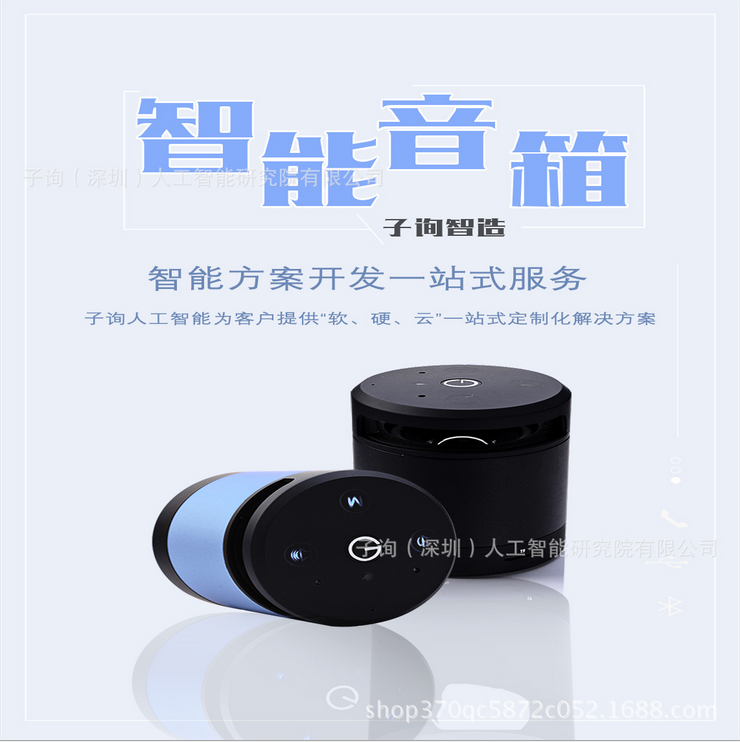 智能音箱
子询（深圳）人工智能研究院有限公司
子询智造
智能方案开发一站式服务
子询人工智能为客户提供“软、硬、云”一站式定制化解决方案
子询（深圳）人工智能研究院有限公司
shop370qc5872c052.1688.com